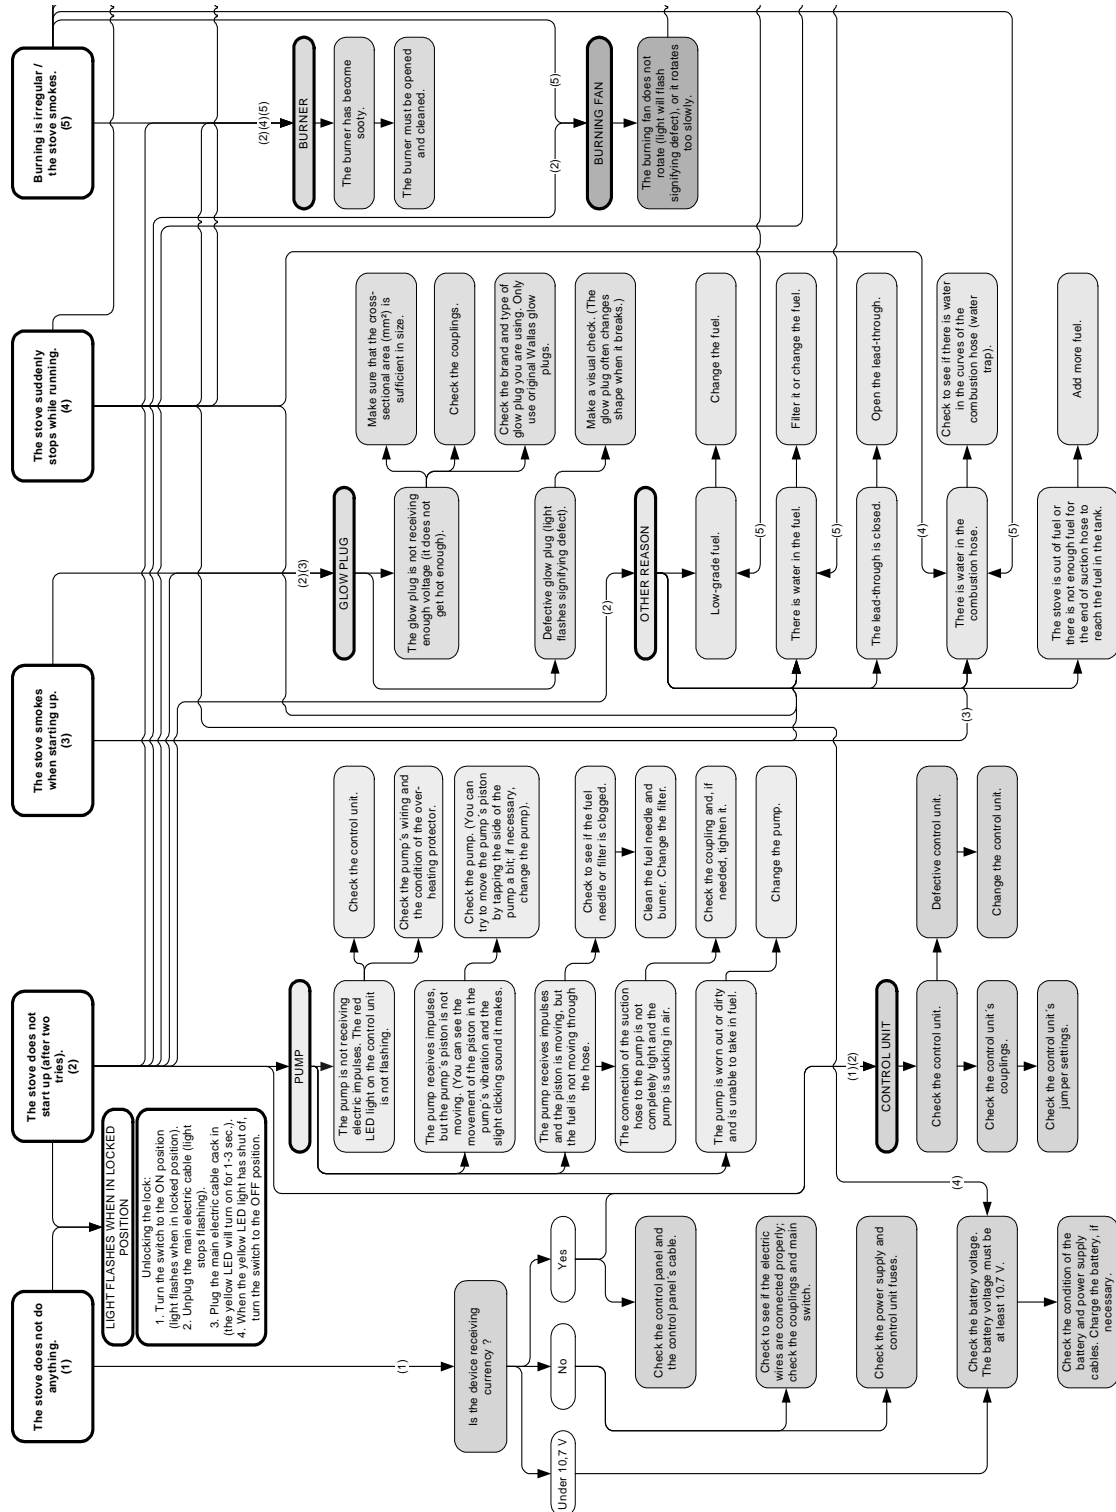 The stove does not do
anything.
(1)
The stove does not
start up (after two
tries).
(2)
The stove smokes
when starting up.
(3)
The stove suddenly
stops while running.
(4)
Burning is irregular /
the stove smokes.
(5)
LIGHT FLASHES WHEN IN LOCKED
POSITION
Unlocking the lock:
1. Turn the switch to the ON position
(light flashes when in locked position).
2. Unplug the main electric cable (light
stops flashing).
3. Plug the main electric cable cack in
(the yellow LED will turn on for 1-3 sec.).
4. When the yellow LED light has shut of,
turn the switch to the OFF position.
(1)
Is the device receiving
currency ?
Under 10,7 V
No
Yes
Check the control panel and
the control panel´s cable.
Check to see if the electric
wires are connected properly;
check the couplings and main
switch.
Check the power supply and
control unit fuses.
(4)
Check the battery voltage.
The battery voltage must be
at least 10,7 V.
Check the condition of the
battery and power supply
cables. Charge the battery, if
necessary.
PUMP
The pump is not receiving
electric impulses. The red
LED light on the control unit
is not flashing.
Check the control unit.
Check the pump´s wiring and
the condition of the over-
heating protector.
The pump receives impulses,
but the pump´s piston is not
moving. (You can see the
movement of the piston in the
pump´s vibration and the
slight clicking sound it makes.
Check the pump. (You can
try to move the pump´s piston
by tapping the side of the
pump a bit; if necessary,
change the pump).
The pump receives impulses
and the piston is moving, but
the fuel is not moving through
the hose.
Check to see if the fuel
needle or filter is clogged.
Clean the fuel needle and
burner. Change the filter.
The connection of the suction
hose to the pump is not
completely tight and the
pump is sucking in air.
Check the coupling and, if
needed, tighten it.
The pump is worn out or dirty
and is unable to take in fuel.
Change the pump.
(1)(2)
CONTROL UNIT
Check the control unit.
Defective control unit.
Change the control unit.
Check the control unit´s
couplings.
Check the control unit´s
jumper settings.
(2)(3)
GLOW PLUG
The glow plug is not receiving
enough voltage (it does not
get hot enough).
Make sure that the cross-
sectional area (mm²) is
sufficient in size.
Check the couplings.
Check the brand and type of
glow plug you are using. Only
use original Wallas glow
plugs.
Defective glow plug (light
flashes signifying defect).
Make a visual check. (The
glow plug often changes
shape when it breaks.)
(2)
OTHER REASON
Low-grade fuel.
Change the fuel.
(5)
There is water in the fuel.
Filter it or change the fuel.
(5)
The lead-through is closed.
Open the lead-through.
(4)
(3)
There is water in the
combustion hose.
Check to see if there is water
in the curves of the
combustion hose (water
trap).
(5)
The stove is out of fuel or
there is not enough fuel for
the end of suction hose to
reach the fuel in the tank.
Add more fuel.
(2)(4)(5)
BURNER
The burner has become
sooty.
The burner must be opened
and cleaned.
(2)
(5)
BURNING FAN
The burning fan does not
rotate (light will flash
signifying defect), or it rotates
too slowly.